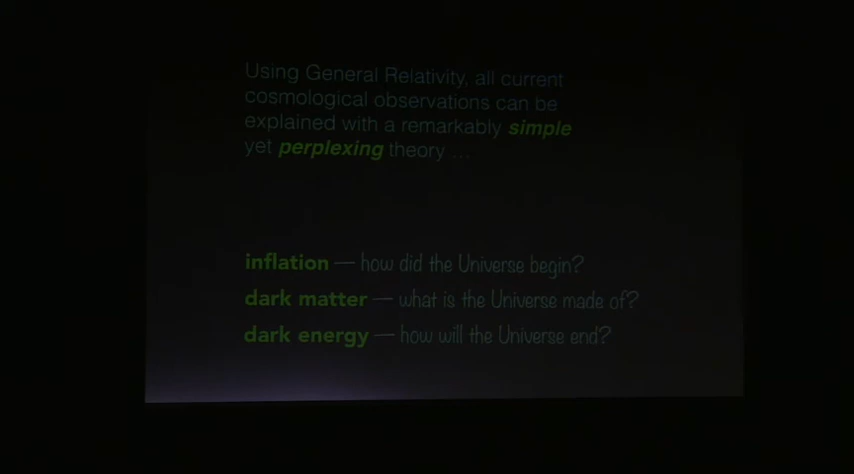 Using General Relativity, all current
cosmological observations can be
explained with a remarkably simple
yet perplexing theory ...
inflation — how did the Universe begin?
dark matter — what is the Universe made of?
dark energy — how will the Universe end?